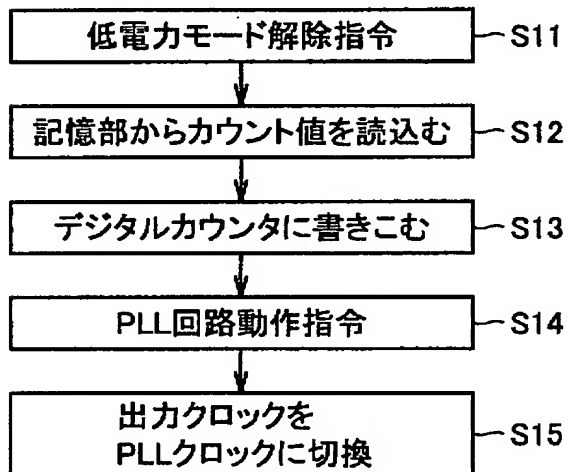 低電力モード解除指令 S11
記憶部からカウント値を読込む S12
デジタルカウンタに書きこむ S13
PLL回路動作指令 S14
出力クロックを
PLLクロックに切換 S15